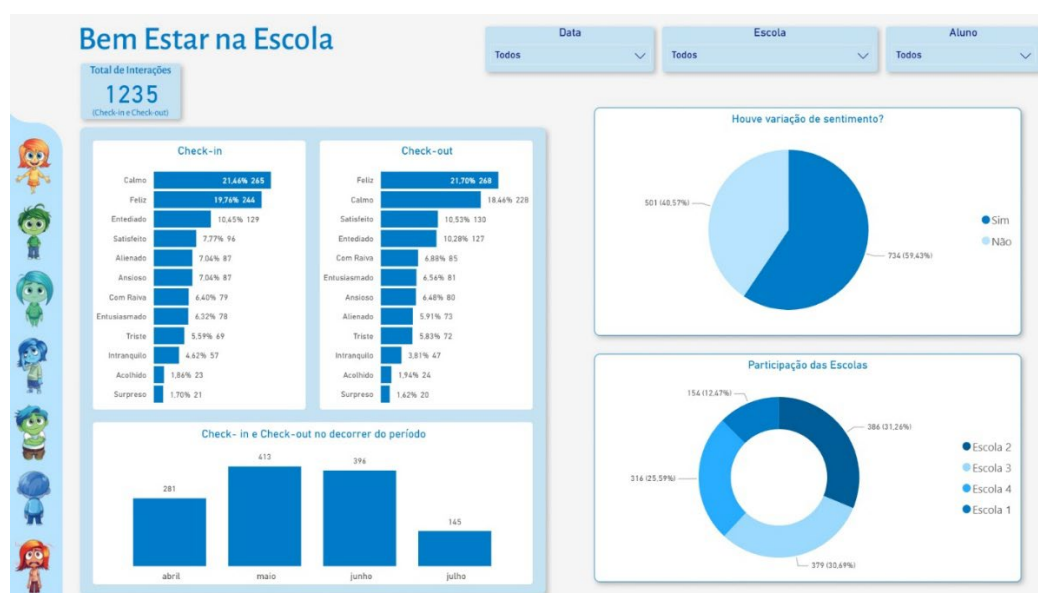 Bem Estar na Escola
Data
Todos
Escola
Todos
Aluno
Todos
Total de Interações
1235
(Check-in e Check-out)
Check-in
Calmo 21,46% 265
Feliz 19,76% 244
Entediado 10,45% 129
Satisfeito 7,77% 96
Alienado 7,04% 87
Ansioso 7,04% 87
Com Raiva 6,40% 79
Entusiasmado 6,32% 78
Triste 5,59% 69
Intranquilo 4,62% 57
Acolhido 1,86% 23
Surpreso 1,70% 21
Check-out
Feliz 21,70% 268
Calmo 18,46% 228
Satisfeito 10,53% 130
Entediado 10,28% 127
Com Raiva 6,88% 85
Entusiasmado 6,56% 81
Ansioso 6,48% 80
Alienado 5,91% 73
Triste 5,83% 72
Intranquilo 3,81% 47
Acolhido 1,94% 24
Surpreso 1,62% 20
Check- in e Check-out no decorrer do período
281
413
396
145
abril
maio
junho
julho
Houve variação de sentimento?
501 (40,57%)
734 (59,43%)
Sim
Não
Participação das Escolas
154 (12,47%)
386 (31,26%)
316 (25,59%)
379 (30,69%)
Escola 2
Escola 3
Escola 4
Escola 1